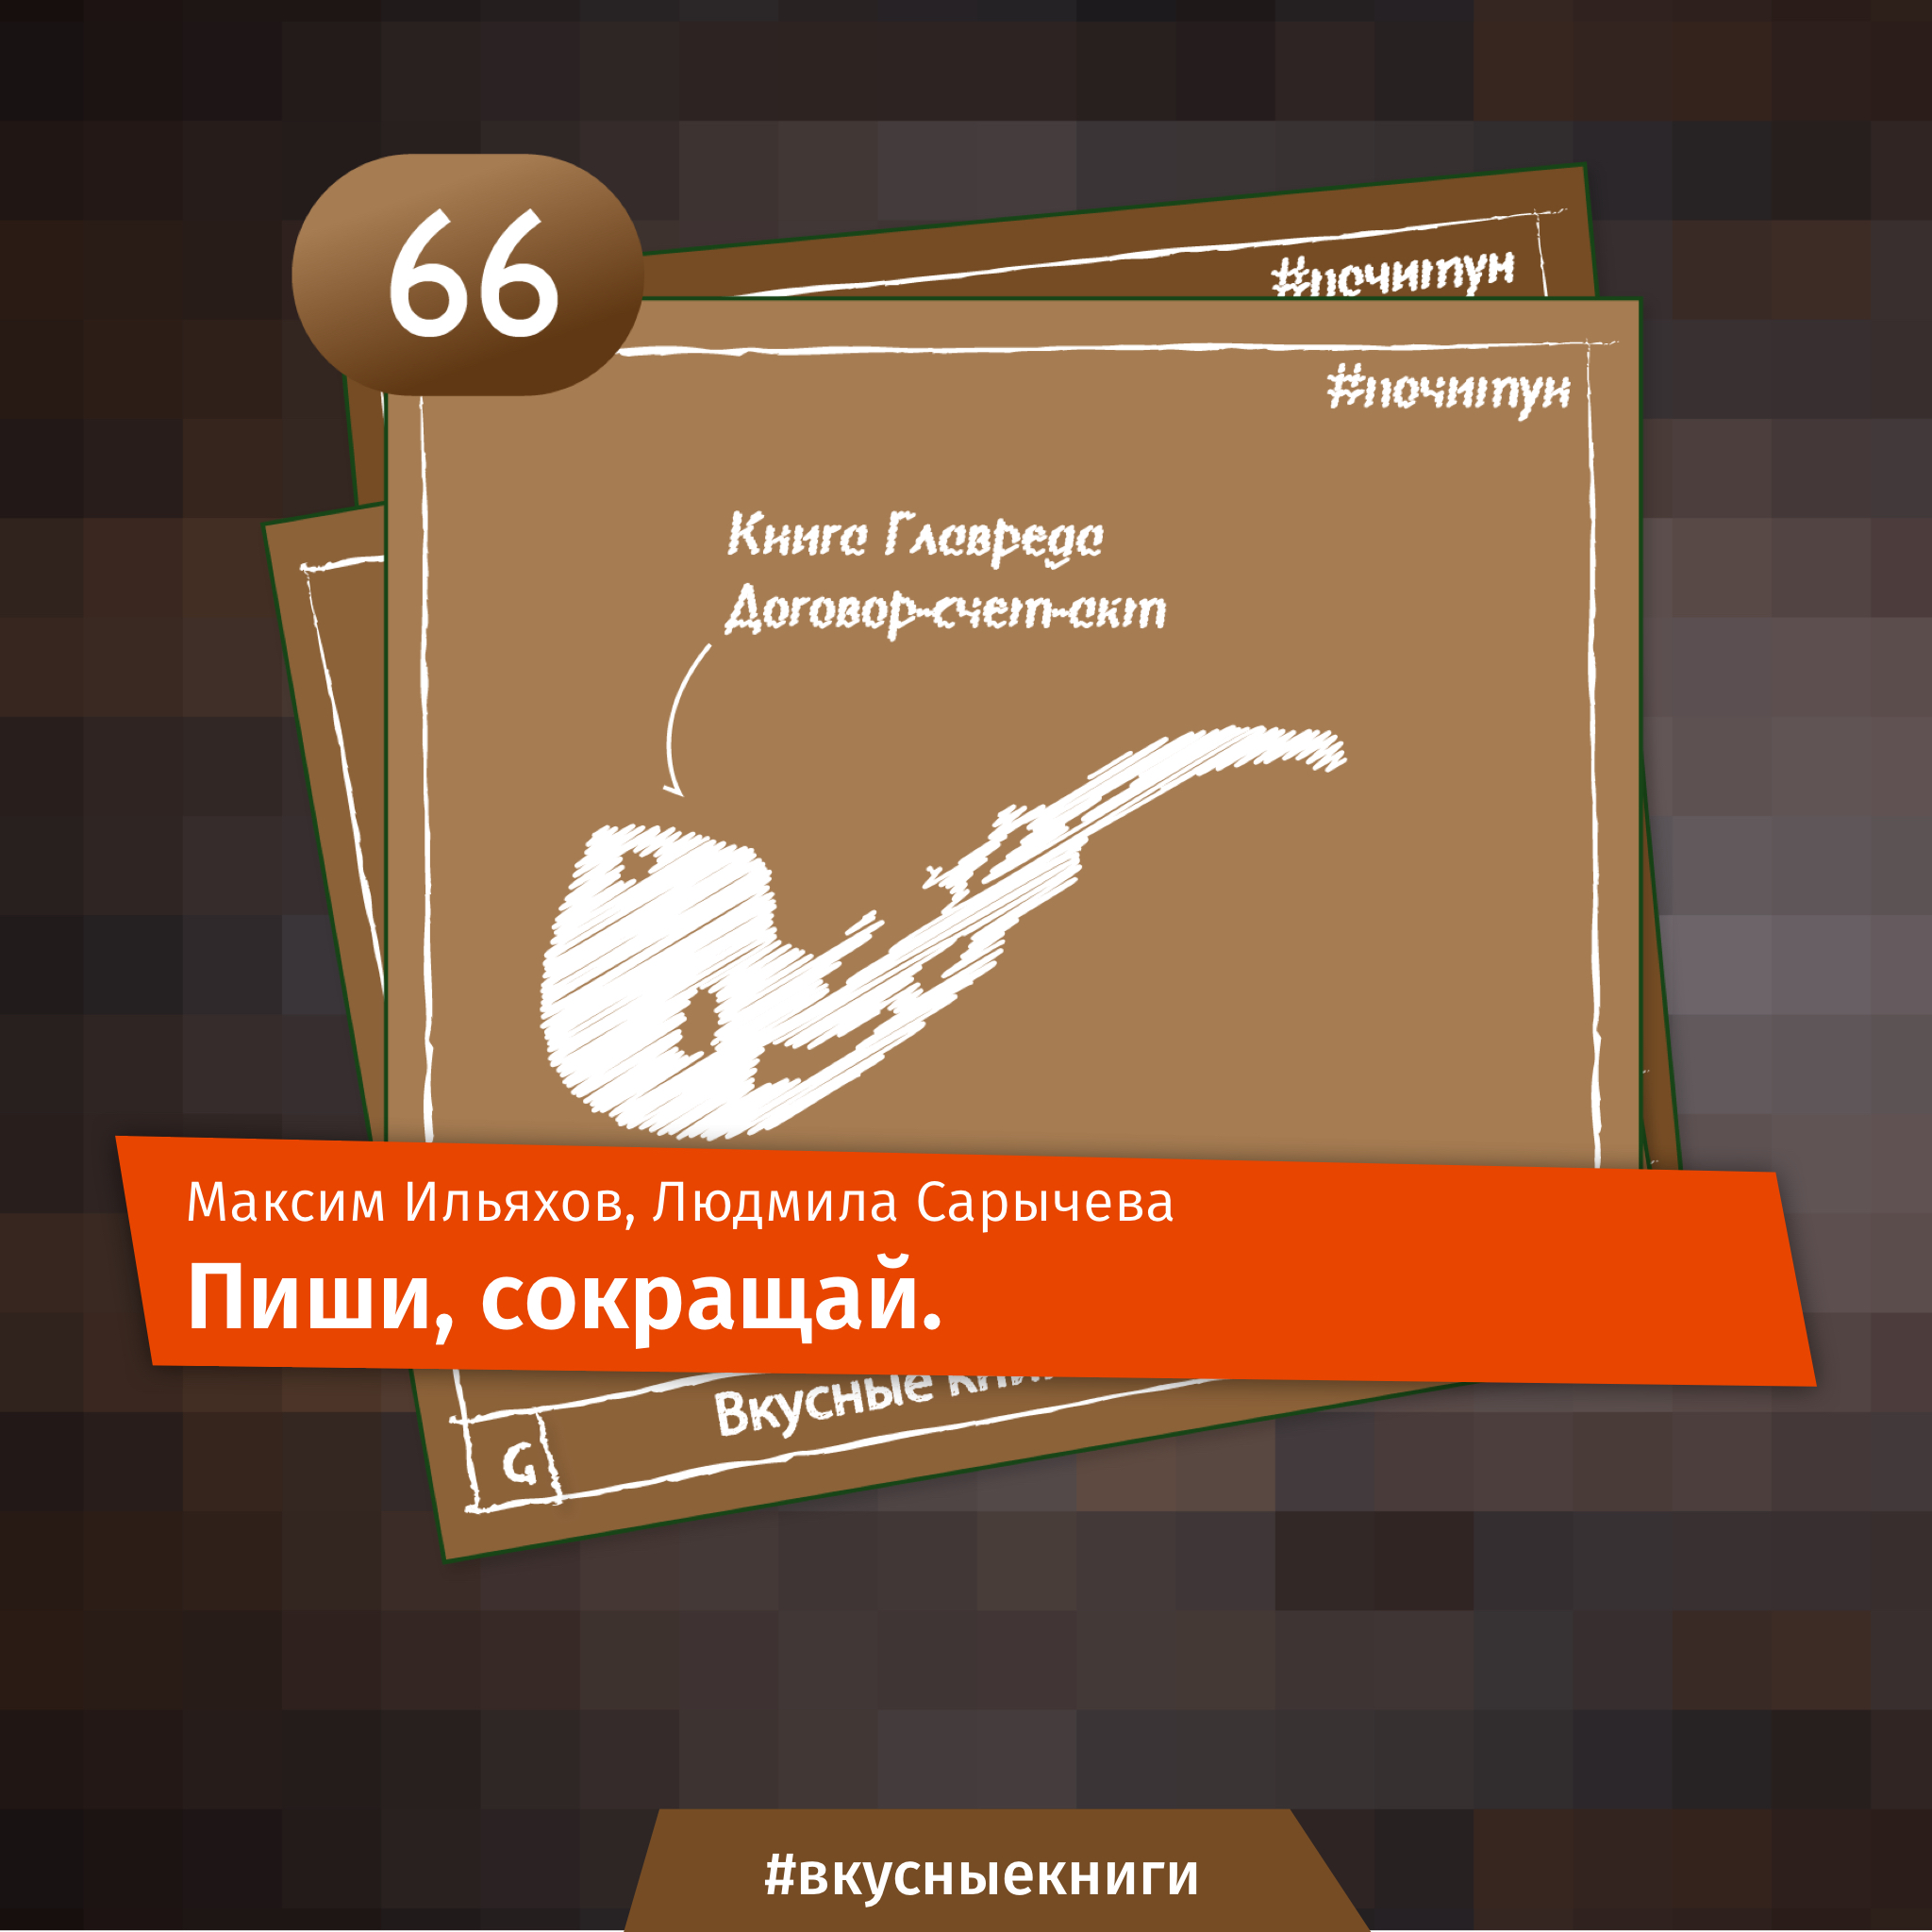 66
#почитун
#почитун
Книга Главреда
Договор-счет-акт
Максим Ильяхов, Людмила Сарычева
Пиши, сокращай.
Вкусные
G
#вкусныекниги